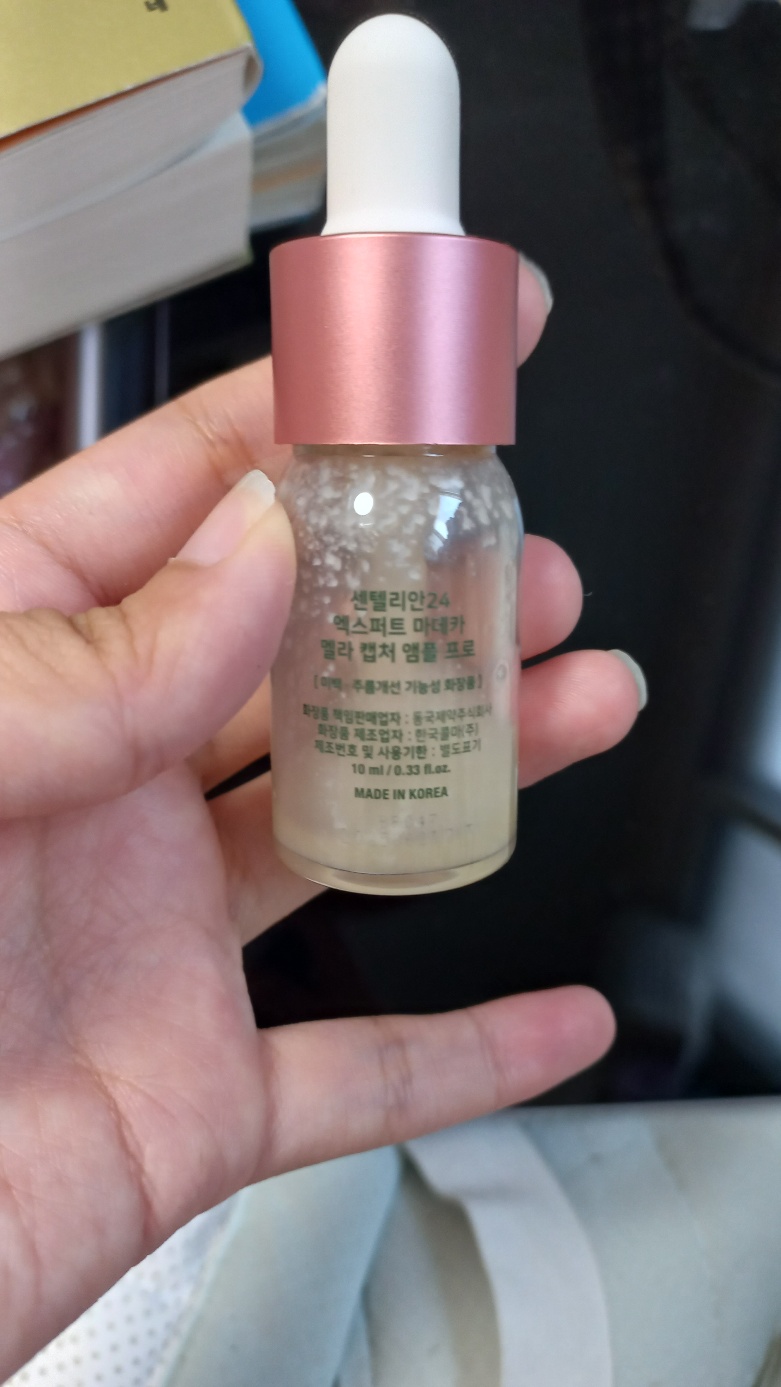 네
센텔리안24
엑스퍼트 마데카
멜라 캡처 앰플 프로
[ 미백 · 주름개선 기능성 화장품 ]
화장품 책임판매업자 : 동국제약주식회사
화장품 제조업자 : 한국콜마(주)
제조번호 및 사용기한 : 별도표기
10 ml / 0.33 fl.oz.
MADE IN KOREA